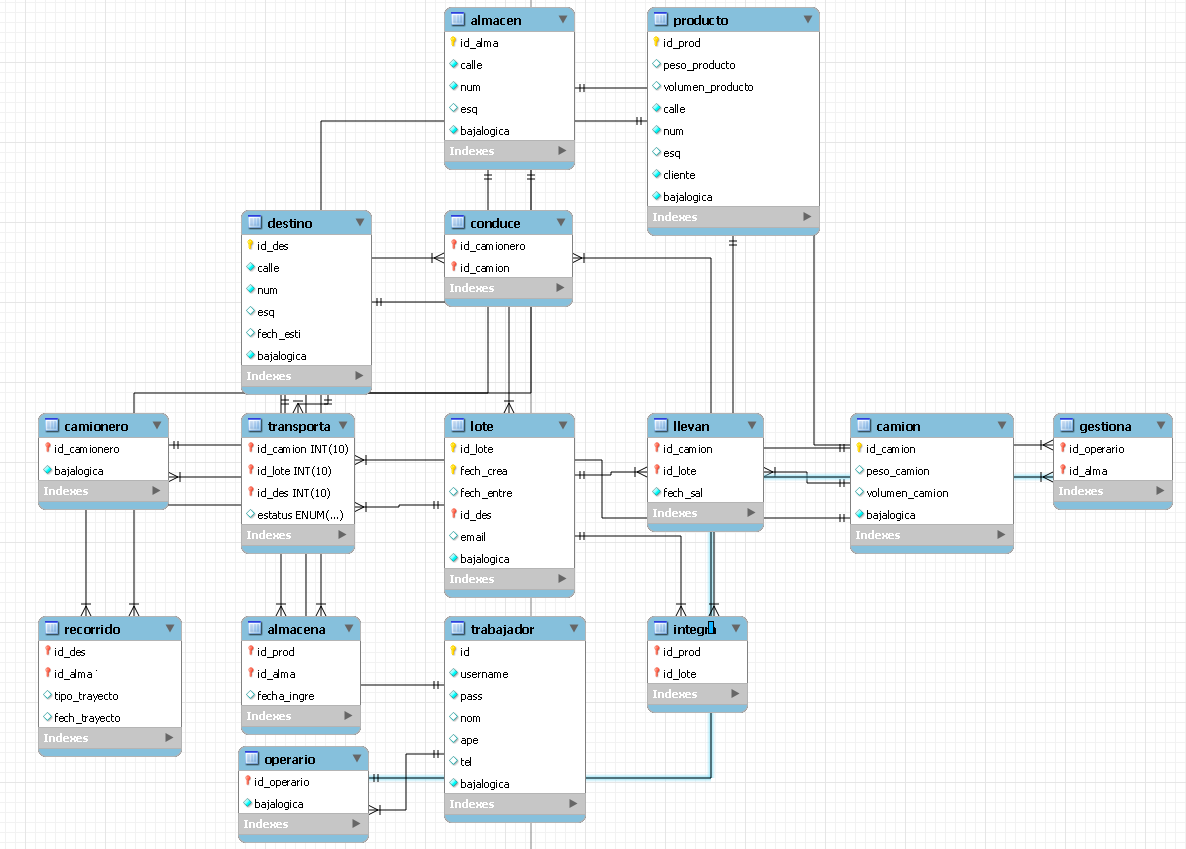 almacen
id_alma
calle
num
esq
bajalogica
Indexes
producto
id_prod
peso_producto
volumen_producto
calle
num
esq
cliente
bajalogica
Indexes
destino
id_des
calle
num
esq
fech_esti
bajalogica
Indexes
conduce
id_camionero
id_camion
Indexes
camionero
id_camionero
bajalogica
Indexes
transporta
id_camion INT(10)
id_lote INT(10)
id_des INT(10)
estatus ENUM(...)
Indexes
lote
id_lote
fech_crea
fech_entre
id_des
email
bajalogica
Indexes
llevan
id_camion
id_lote
fech_sal
Indexes
camion
id_camion
peso_camion
volumen_camion
bajalogica
Indexes
gestiona
id_operario
id_alma
Indexes
recorrido
id_des
id_alma
tipo_trayecto
fech_trayecto
Indexes
almacena
id_prod
id_alma
fecha_ingre
Indexes
trabajador
id
username
pass
nom
ape
tel
bajalogica
Indexes
integra
id_prod
id_lote
Indexes
operario
id_operario
bajalogica
Indexes